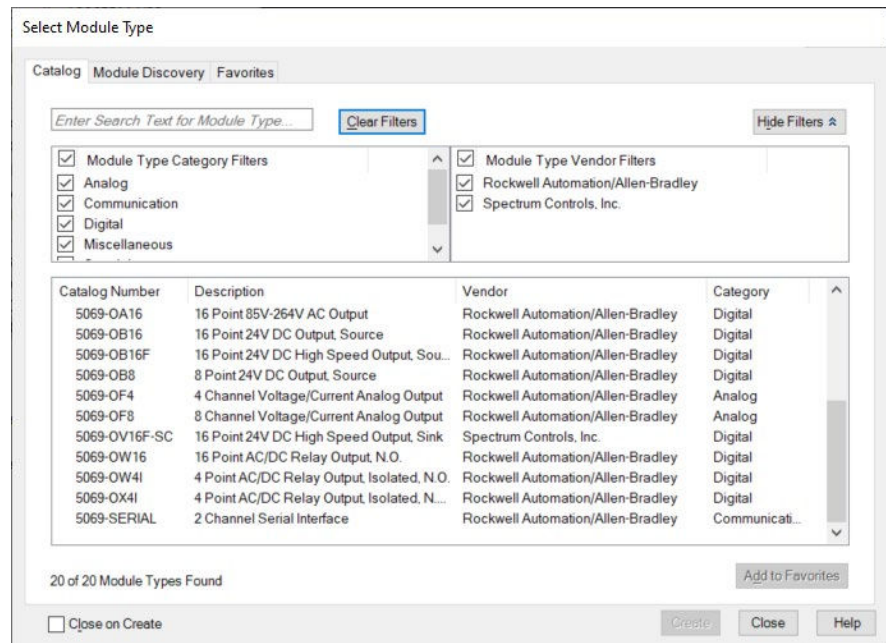 Select Module Type
Catalog Module Discovery Favorites
Enter Search Text for Module Type... Clear Filters Hide Filters
Module Type Category Filters Module Type Vendor Filters
Analog Rockwell Automation/Allen-Bradley
Communication Spectrum Controls, Inc.
Digital
Miscellaneous
Catalog Number Description Vendor Category
5069-OA16 16 Point 85V-264V AC Output Rockwell Automation/Allen-Bradley Digital
5069-OB16 16 Point 24V DC Output, Source Rockwell Automation/Allen-Bradley Digital
5069-OB16F 16 Point 24V DC High Speed Output, Sou... Rockwell Automation/Allen-Bradley Digital
5069-OB8 8 Point 24V DC Output, Source Rockwell Automation/Allen-Bradley Digital
5069-OF4 4 Channel Voltage/Current Analog Output Rockwell Automation/Allen-Bradley Analog
5069-OF8 8 Channel Voltage/Current Analog Output Rockwell Automation/Allen-Bradley Analog
5069-OV16F-SC 16 Point 24V DC High Speed Output, Sink Spectrum Controls, Inc. Digital
5069-OW16 16 Point AC/DC Relay Output, N.O. Rockwell Automation/Allen-Bradley Digital
5069-OW4I 4 Point AC/DC Relay Output, Isolated, N.O. Rockwell Automation/Allen-Bradley Digital
5069-OX4I 4 Point AC/DC Relay Output, Isolated, N.... Rockwell Automation/Allen-Bradley Digital
5069-SERIAL 2 Channel Serial Interface Rockwell Automation/Allen-Bradley Communicati...
20 of 20 Module Types Found Add to Favorites
Close on Create Create Close Help